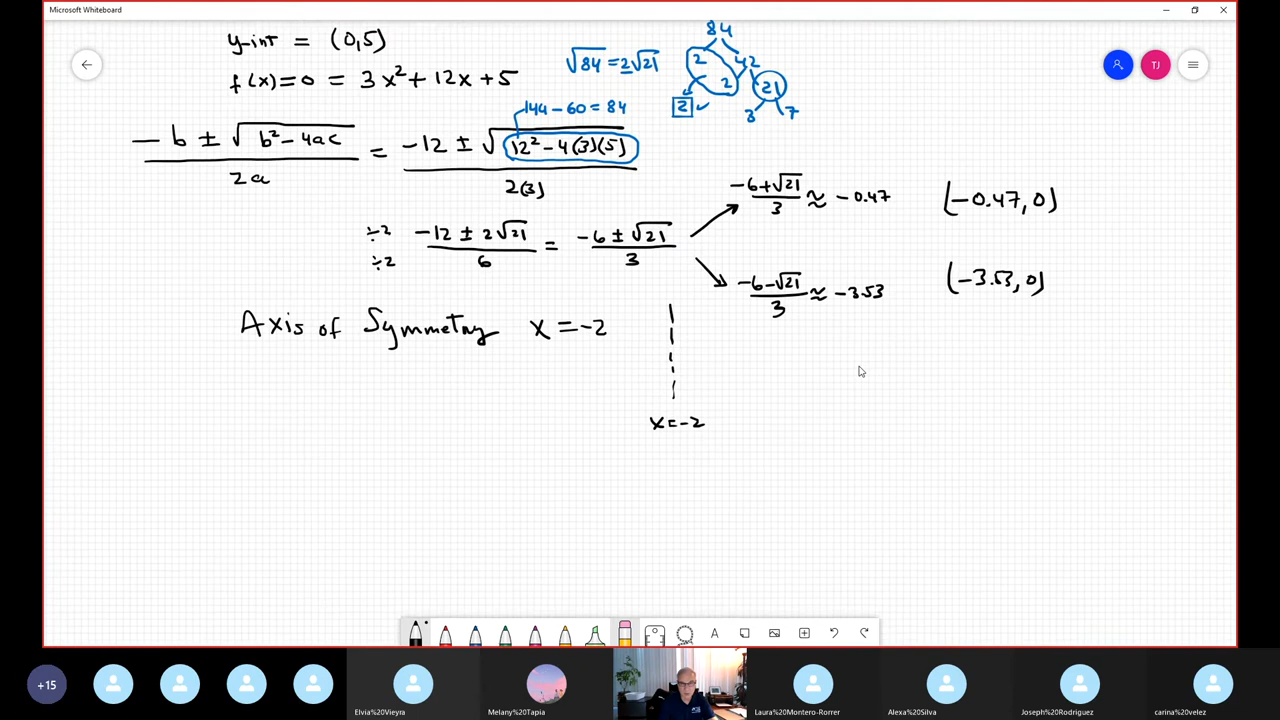 Microsoft Whiteboard
y-int = (0,5)
f(x)=0 = 3x²+12x+5
√84 = 2√21
84
2 42
2 21
2 ✓
3 7
144-60=84
-b ± √b²-4ac / 2a = -12 ± √12²-4(3)(5) / 2(3)
÷2 -12 ± 2√21 / 6 = -6 ± √21 / 3
÷2
-6+√21 / 3 ≈ -0.47 (-0.47, 0)
-6-√21 / 3 ≈ -3.53 (-3.53, 0)
Axis of Symmetry x=-2
x=-2
TJ
A
+15
Elvia%20Vieyra
Melany%20Tapia
Laura%20Montero-Rorrer
Alexa%20Silva
Joseph%20Rodriguez
carina%20velez